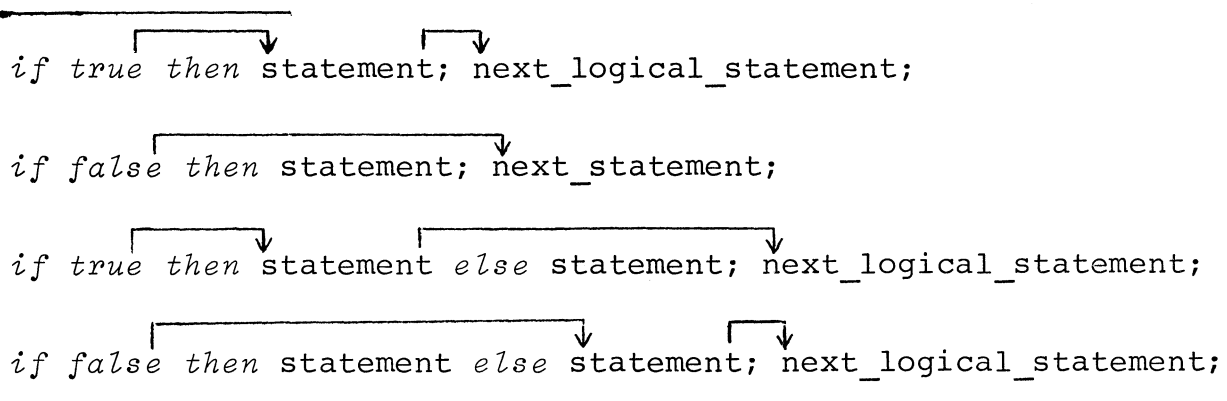 if true then statement; next_logical_statement;
if false then statement; next_statement;
if true then statement else statement; next_logical_statement;
if false then statement else statement; next_logical_statement;